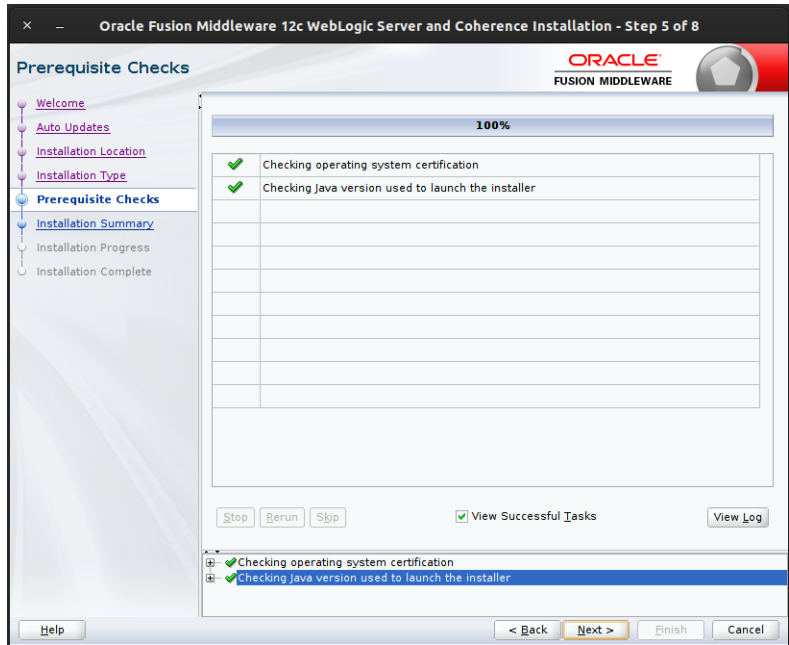 Oracle Fusion Middleware 12c WebLogic Server and Coherence Installation - Step 5 of 8
Prerequisite Checks
ORACLE
FUSION MIDDLEWARE
Welcome
Auto Updates
Installation Location
Installation Type
Prerequisite Checks
Installation Summary
Installation Progress
Installation Complete
100%
Checking operating system certification
Checking Java version used to launch the installer
Stop Rerun Skip View Successful Tasks View Log
Checking operating system certification
Checking Java version used to launch the installer
Help < Back Next > Finish Cancel